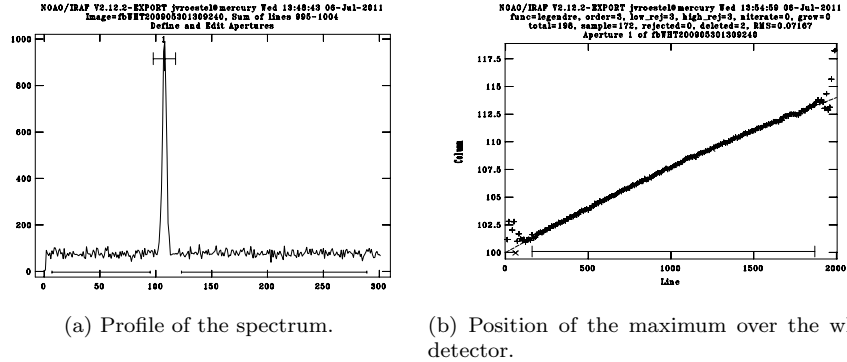 NOAO/IRAF V2.12.2-EXPORT jvroestel@mercury Wed 13:48:43 06-Jul-2011
Image=fbWHT200905301309240, Sum of lines 995-1004
Define and Edit Apertures
1
1000
800
600
400
200
0
0 50 100 150 200 250 300
(a) Profile of the spectrum.
NOAO/IRAF V2.12.2-EXPORT jvroestel@mercury Wed 13:54:59 06-Jul-2011
func=legendre, order=3, low_rej=3, high_rej=3, niterate=0, grow=0
total=198, sample=172, rejected=0, deleted=2, RMS=0.07167
Aperture 1 of fbWHT200905301309240
117.5
115
112.5
110
107.5
105
102.5
100
Column
0 500 1000 1500 2000
Line
(b) Position of the maximum over the wh
detector.